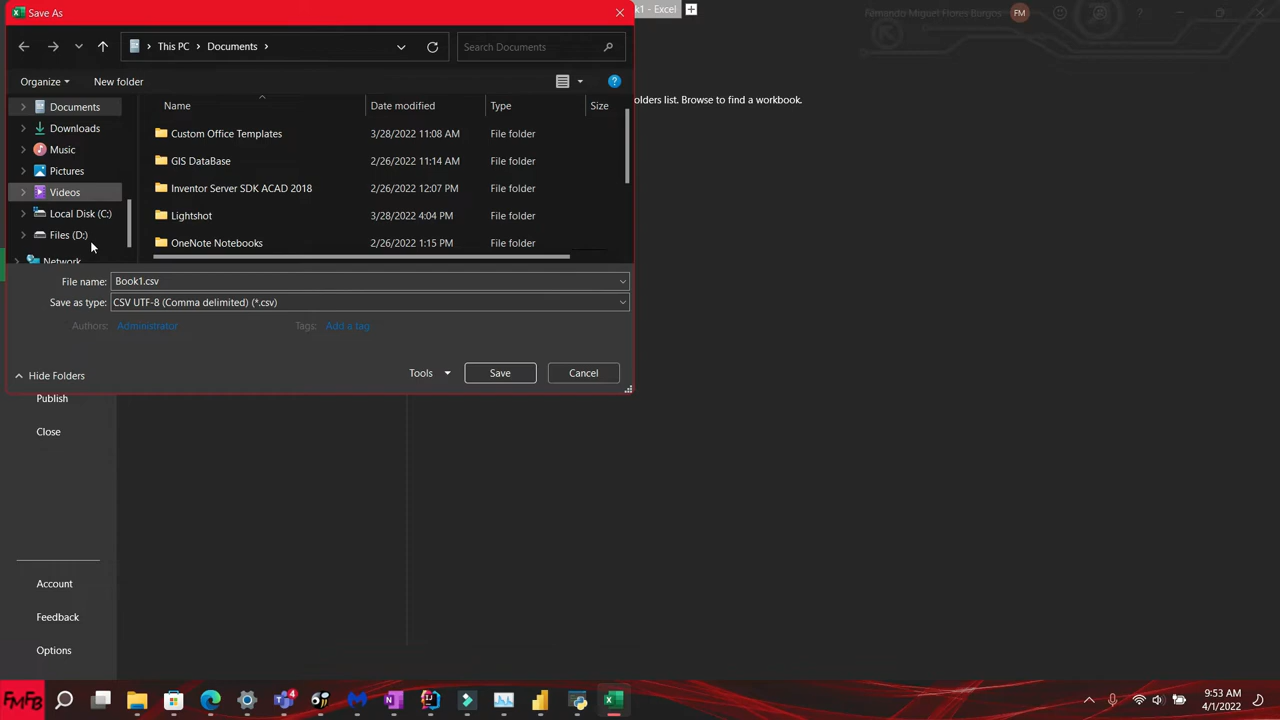 Save As
k1 - Excel
Fernando Miguel Flores Burgos
FM
This PC > Documents >
Search Documents
Organize
New folder
Name
Date modified
Type
Size
Documents
Downloads
Music
Pictures
Videos
Local Disk (C:)
Files (D:)
Network
Custom Office Templates 3/28/2022 11:08 AM File folder
GIS DataBase 2/26/2022 11:14 AM File folder
Inventor Server SDK ACAD 2018 2/26/2022 12:07 PM File folder
Lightshot 3/28/2022 4:04 PM File folder
OneNote Notebooks 2/26/2022 1:15 PM File folder
olders list. Browse to find a workbook.
File name: Book1.csv
Save as type: CSV UTF-8 (Comma delimited) (*.csv)
Authors: Administrator
Tags: Add a tag
Hide Folders
Tools
Save
Cancel
Publish
Close
Account
Feedback
Options
FMFB
4
9:53 AM
4/1/2022